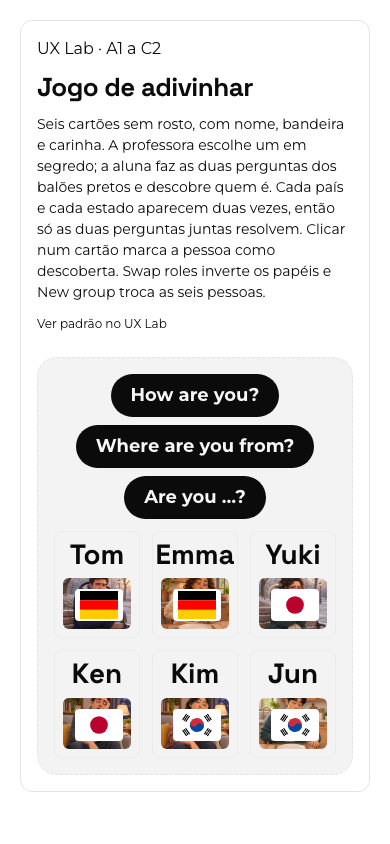 UX Lab · A1 a C2
Jogo de adivinhar
Seis cartões sem rosto, com nome, bandeira
e carinha. A professora escolhe um em
segredo; a aluna faz as duas perguntas dos
balões pretos e descobre quem é. Cada país
e cada estado aparecem duas vezes, então
só as duas perguntas juntas resolvem. Clicar
num cartão marca a pessoa como
descoberta. Swap roles inverte os papéis e
New group troca as seis pessoas.
Ver padrão no UX Lab
How are you?
Where are you from?
Are you ...?
Tom Emma Yuki
Ken Kim Jun